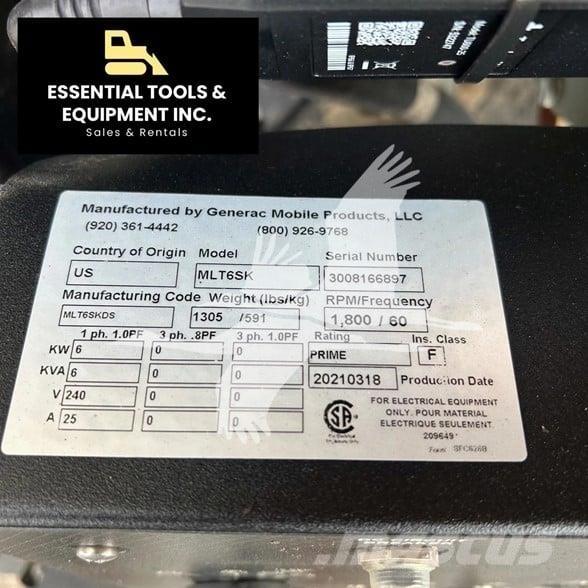 ESSENTIAL TOOLS &
EQUIPMENT INC.
Sales & Rentals
Manufactured by Generac Mobile Products, LLC
(920) 361-4442 (800) 926-9768
Country of Origin Model Serial Number
US MLT6SK 3008166897
Manufacturing Code Weight (lbs/kg) RPM/Frequency
MLT6SKDS 1305 /591 1,800 / 60
1 ph. 1.0PF 3 ph. .8PF 3 ph. 1.0PF Rating Ins. Class
KW 6 0 0 PRIME F
KVA 6 0 0 20210318 Production Date
V 240 0 0 FOR ELECTRICAL EQUIPMENT
ONLY. POUR MATERIAL
A 25 0 0 ELECTRIQUE SEULEMENT.
209649